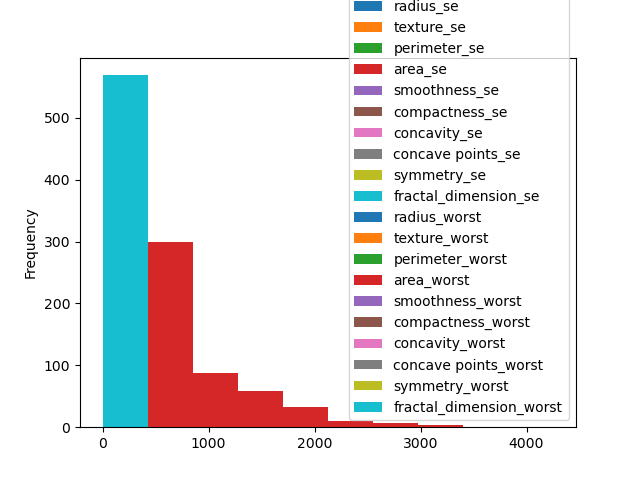 radius_se
texture_se
perimeter_se
area_se
smoothness_se
compactness_se
concavity_se
concave points_se
symmetry_se
fractal_dimension_se
radius_worst
texture_worst
perimeter_worst
area_worst
smoothness_worst
compactness_worst
concavity_worst
concave points_worst
symmetry_worst
fractal_dimension_worst
Frequency
500
400
300
200
100
0
0
1000
2000
3000
4000